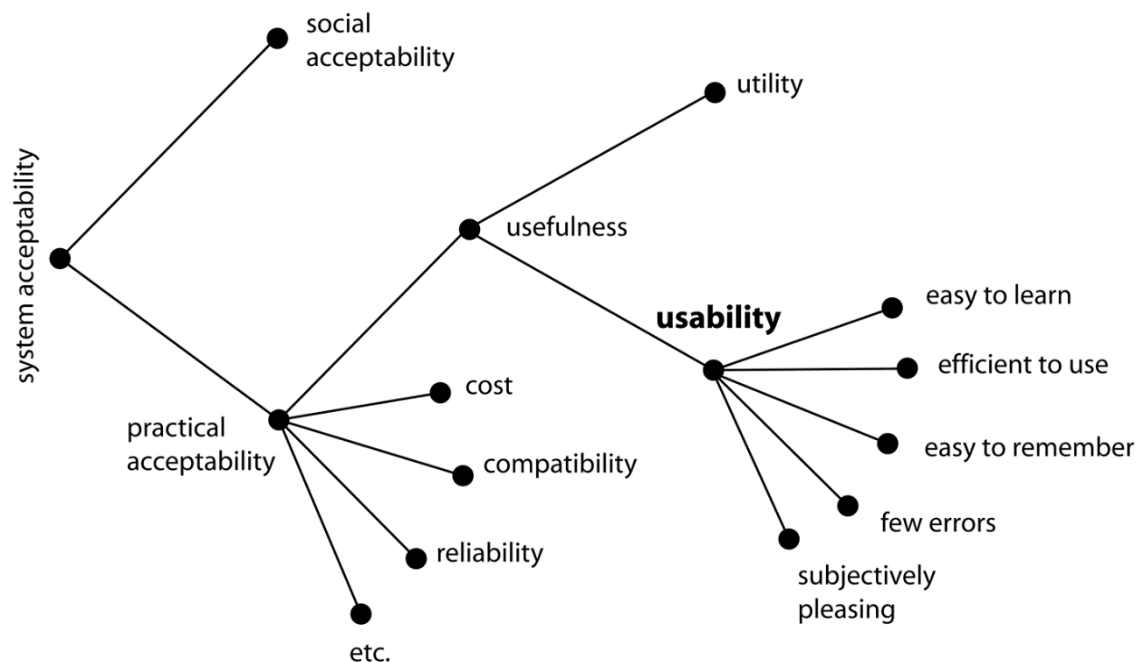 social
acceptability
utility
system acceptability
usefulness
easy to learn
usability
efficient to use
cost
practical
acceptability
easy to remember
compatibility
few errors
reliability
subjectively
pleasing
etc.